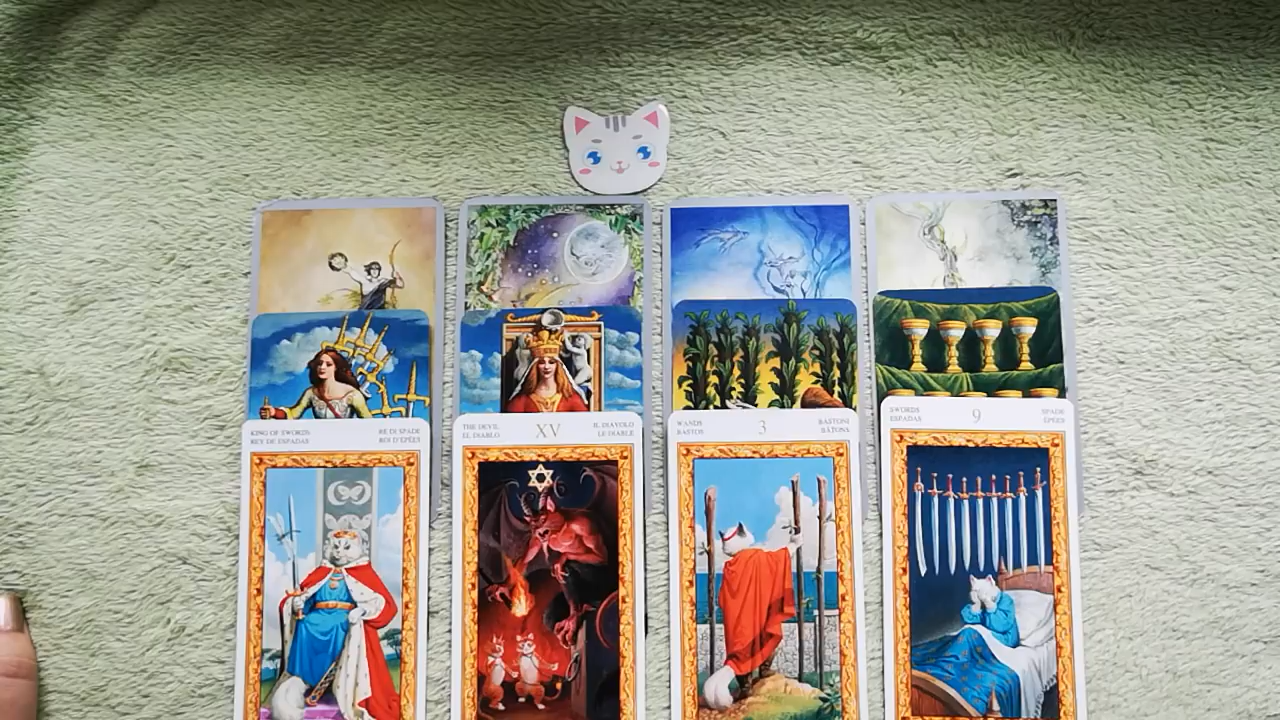 KING OF SWORDS RE DI SPADE
REY DE ESPADAS ROI D'ÉPÉES
THE DEVIL XV IL DIAVOLO
EL DIABLO LE DIABLE
WANDS 3 BASTONI
BASTOS BÂTONS
SWORDS 9 SPADE
ESPADAS ÉPÉES